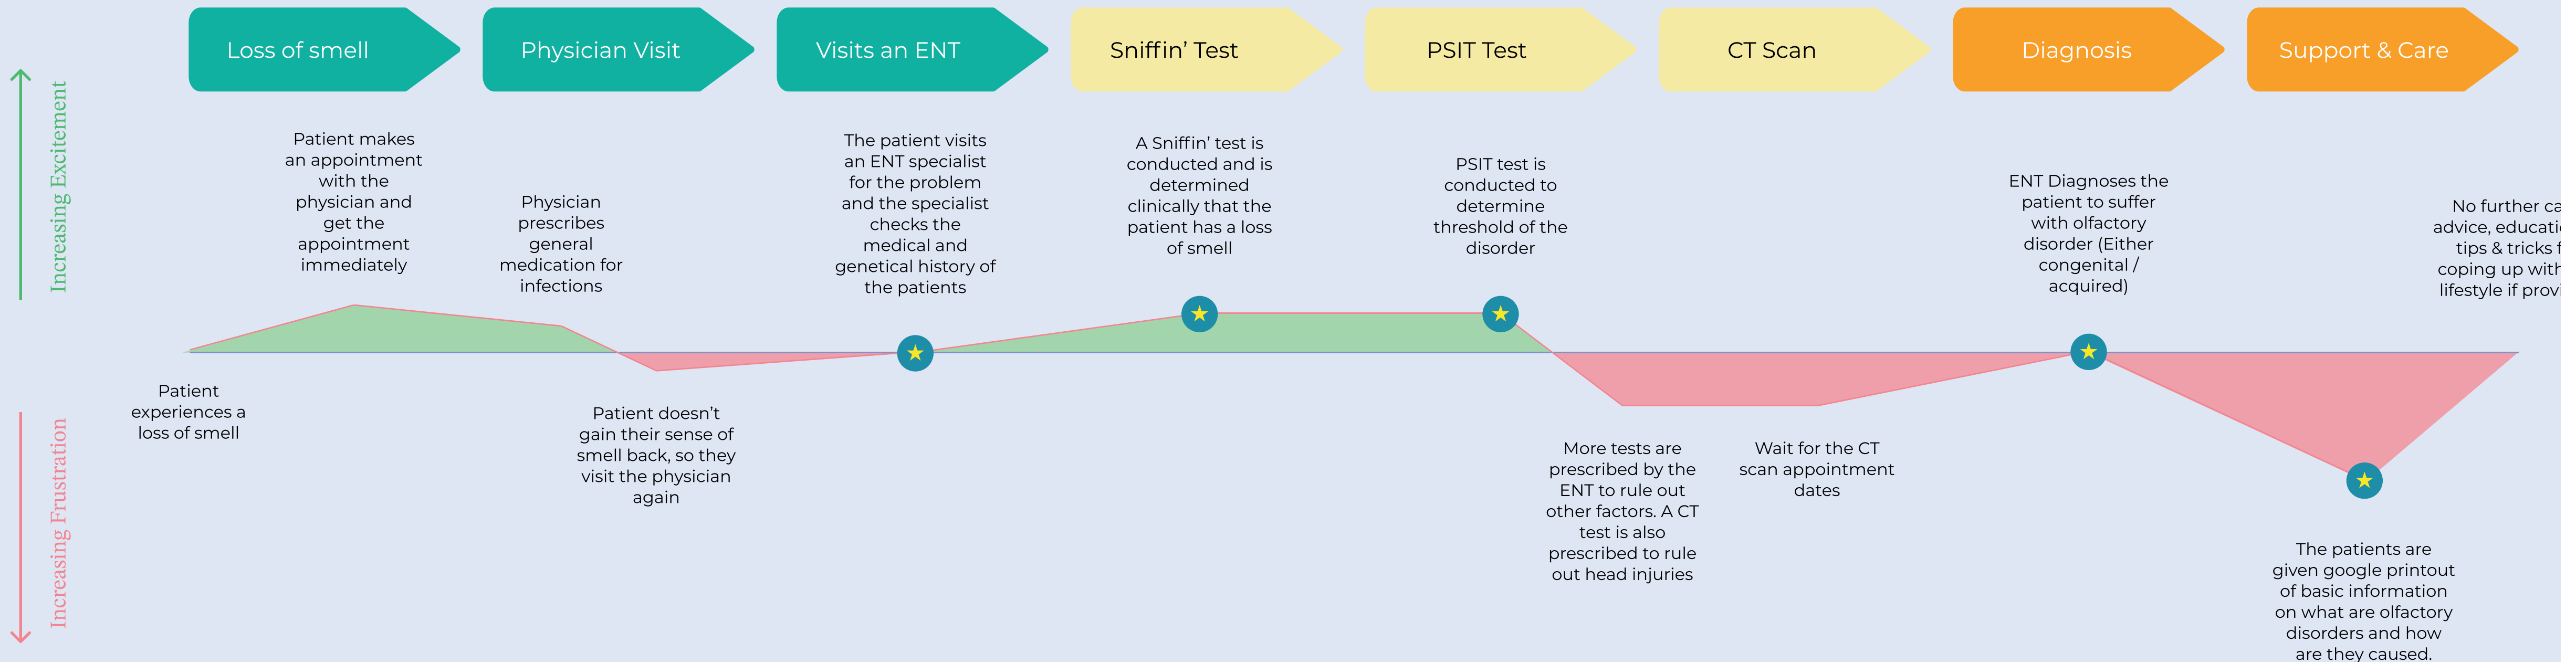 Loss of smell
Physician Visit
Visits an ENT
Sniffin’ Test
PSIT Test
CT Scan
Diagnosis
Support & Care
Increasing Excitement
Increasing Frustration
Patient
experiences a
loss of smell
Patient makes
an appointment
with the
physician and
get the
appointment
immediately
Physician
prescribes
general
medication for
infections
Patient doesn’t
gain their sense of
smell back, so they
visit the physician
again
The patient visits
an ENT specialist
for the problem
and the specialist
checks the
medical and
genetical history of
the patients
A Sniffin’ test is
conducted and is
determined
clinically that the
patient has a loss
of smell
PSIT test is
conducted to
determine
threshold of the
disorder
More tests are
prescribed by the
ENT to rule out
other factors. A CT
test is also
prescribed to rule
out head injuries
Wait for the CT
scan appointment
dates
ENT Diagnoses the
patient to suffer
with olfactory
disorder (Either
congenital /
acquired)
The patients are
given google printout
of basic information
on what are olfactory
disorders and how
are they caused.
No further
advice,
tips & tricks
coping up with
lifestyle if